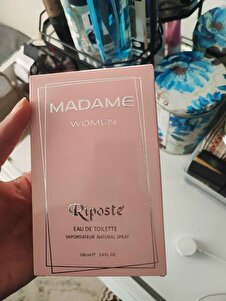 MADAME
WOMEN
Riposte
EAU DE TOILETTE
VAPORISATEUR NATURAL SPRAY
100 ml e 3.4 FL. OZ.